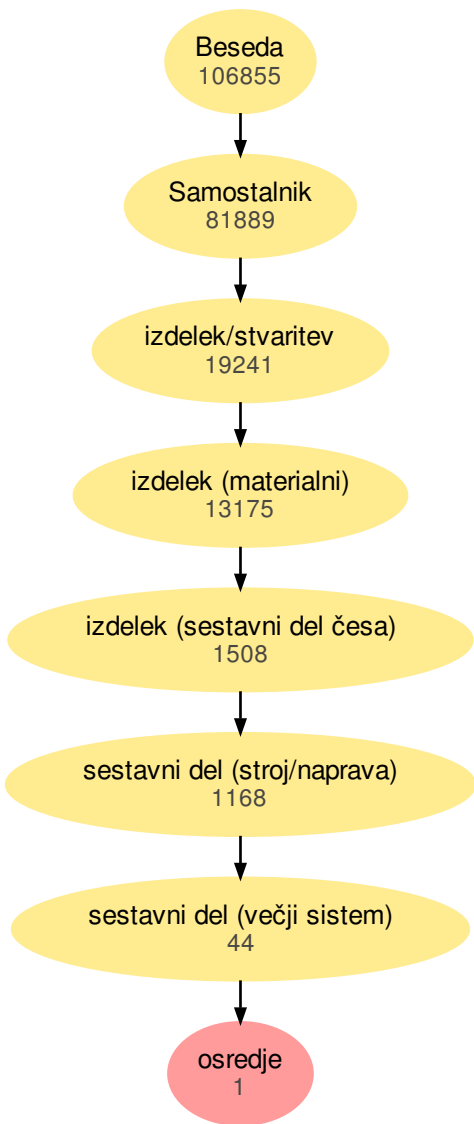 Beseda
106855
Samostalnik
81889
izdelek/stvaritev
19241
izdelek (materialni)
13175
izdelek (sestavni del česa)
1508
sestavni del (stroj/naprava)
1168
sestavni del (večji sistem)
44
osredje
1